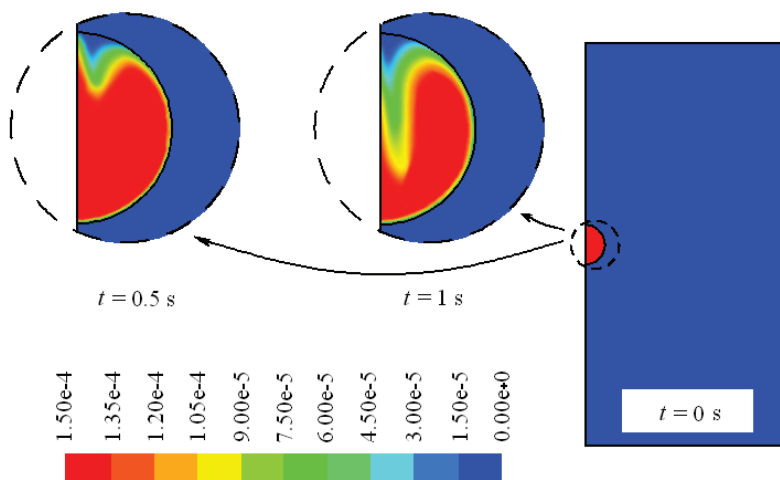 t = 0.5 s
t = 1 s
t = 0 s
1.50e-4
1.35e-4
1.20e-4
1.05e-4
9.00e-5
7.50e-5
6.00e-5
4.50e-5
3.00e-5
1.50e-5
0.00e+0